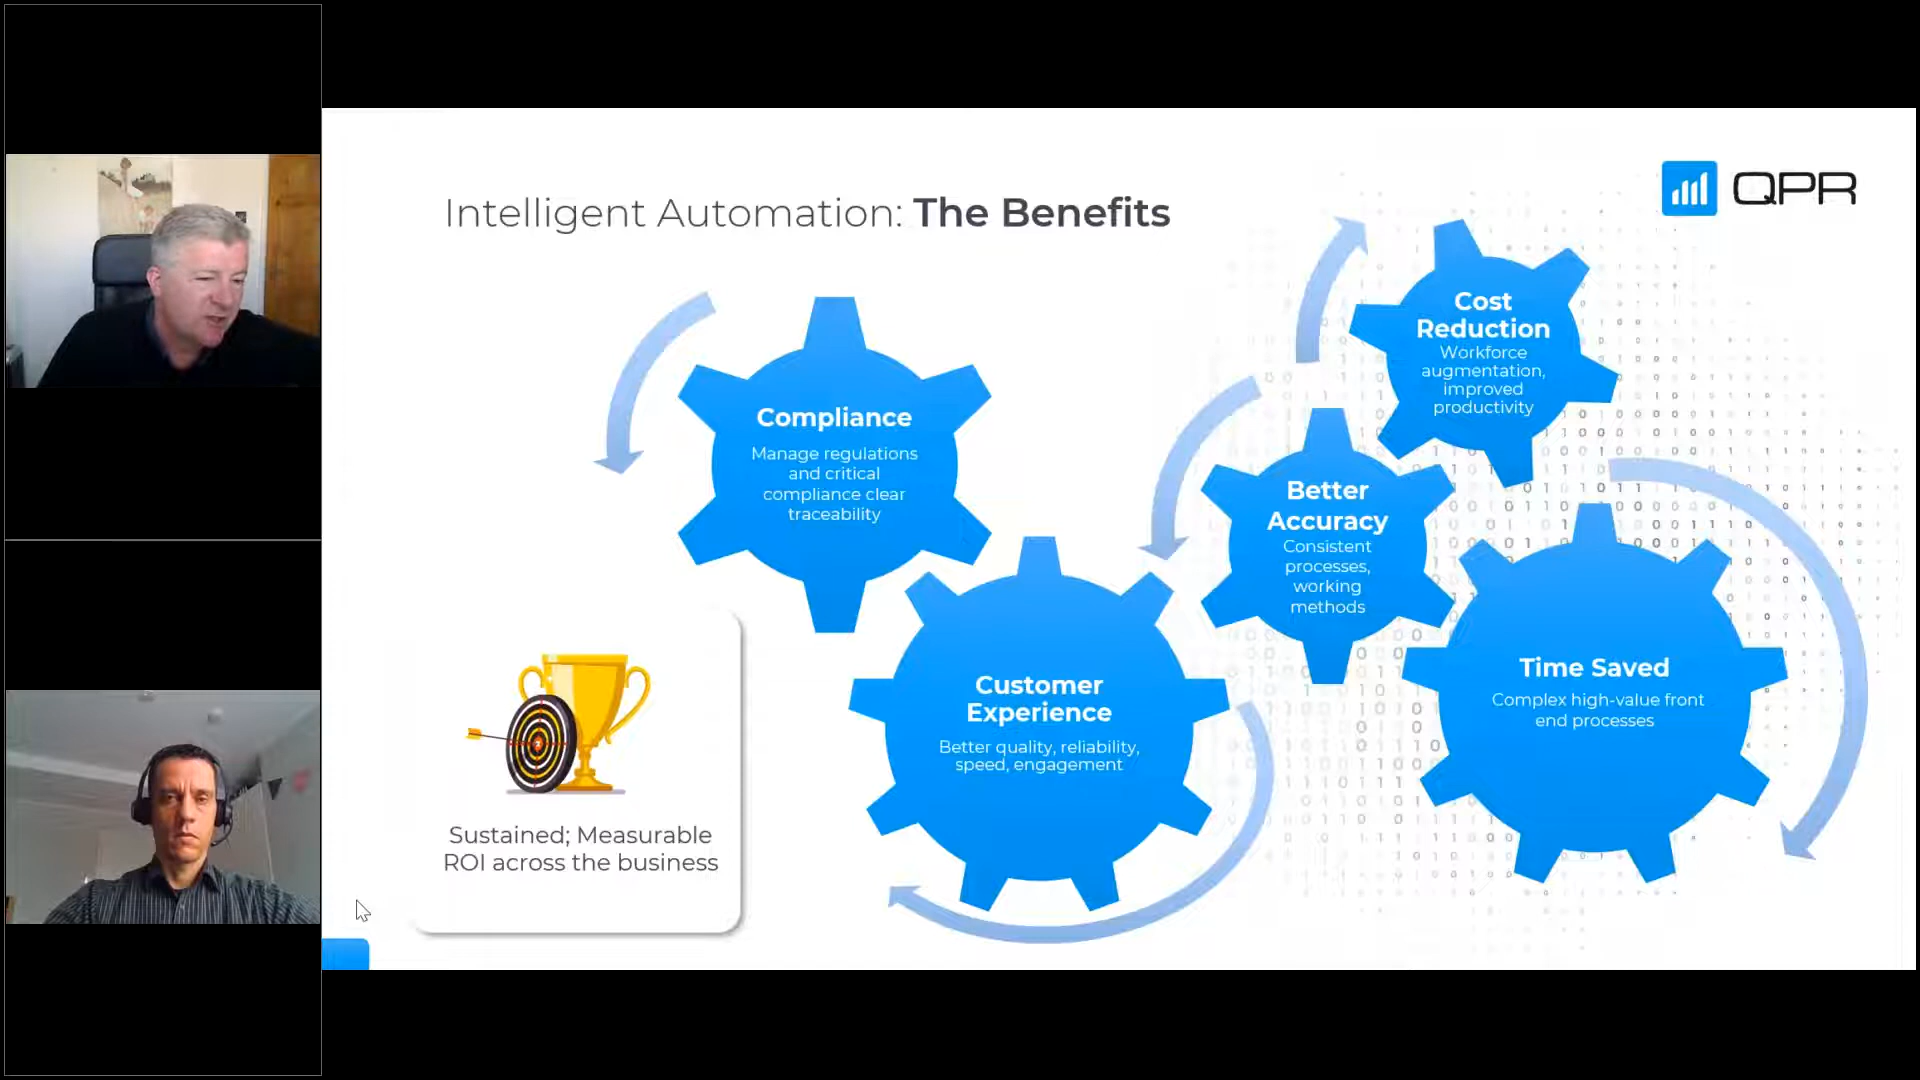 QPR
Intelligent Automation: The Benefits
Cost
Reduction
Workforce
augmentation,
improved
productivity
Compliance
Manage regulations
and critical
compliance clear
traceability
Better
Accuracy
Consistent
processes,
working
methods
Customer
Experience
Better quality, reliability,
speed, engagement
Time Saved
Complex high-value front
end processes
Sustained; Measurable
ROI across the business